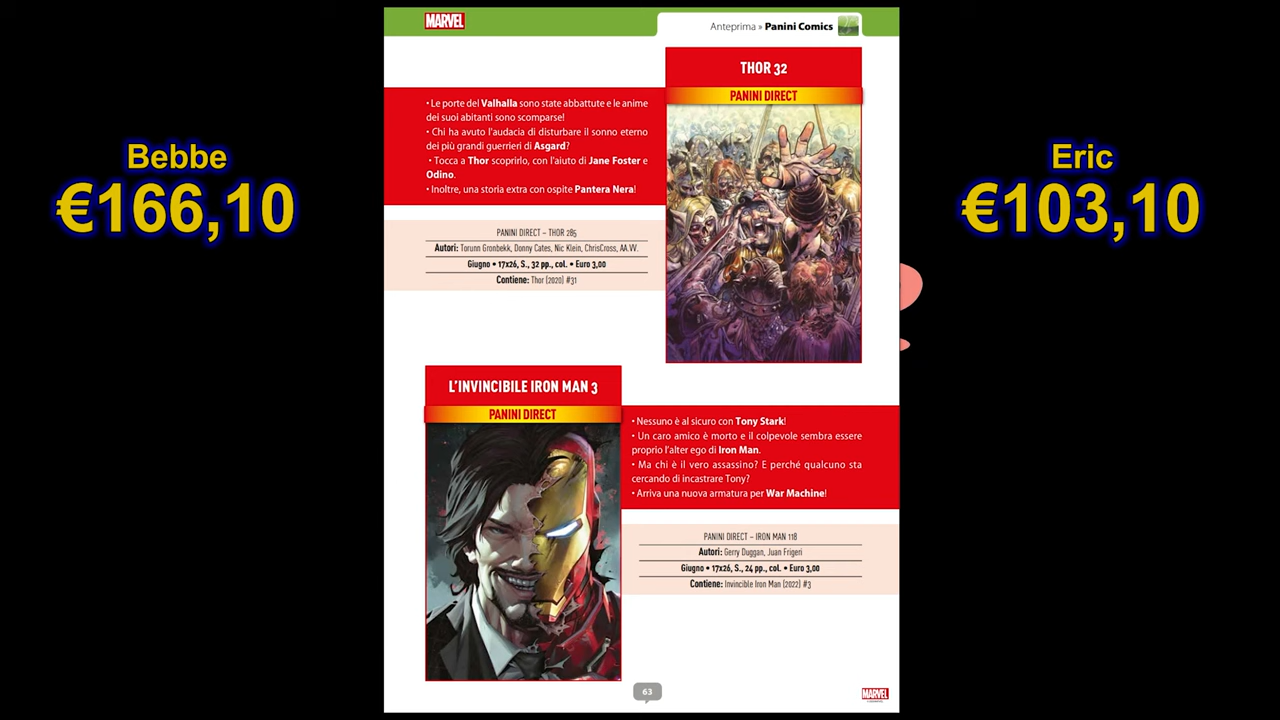 MARVEL
Anteprima » Panini Comics
THOR 32
PANINI DIRECT
• Le porte del Valhalla sono state abbattute e le anime
dei suoi abitanti sono scomparse!
• Chi ha avuto l'audacia di disturbare il sonno eterno
dei più grandi guerrieri di Asgard?
• Tocca a Thor scoprirlo, con l'aiuto di Jane Foster e
Odino.
• Inoltre, una storia extra con ospite Pantera Nera!
PANINI DIRECT – THOR 285
Autori: Torunn Gronbekk, Donny Cates, Nic Klein, ChrisCross, AA.VV.
Giugno • 17x26, S., 32 pp., col. • Euro 3,00
Contiene: Thor (2020) #31
Bebbe
€166,10
Eric
€103,10
L'INVINCIBILE IRON MAN 3
PANINI DIRECT
• Nessuno è al sicuro con Tony Stark!
• Un caro amico è morto e il colpevole sembra essere
proprio l'alter ego di Iron Man.
• Ma chi è il vero assassino? E perché qualcuno sta
cercando di incastrare Tony?
• Arriva una nuova armatura per War Machine!
PANINI DIRECT – IRON MAN 118
Autori: Gerry Duggan, Juan Frigeri
Giugno • 17x26, S., 24 pp., col. • Euro 3,00
Contiene: Invincible Iron Man (2022) #3
63
MARVEL